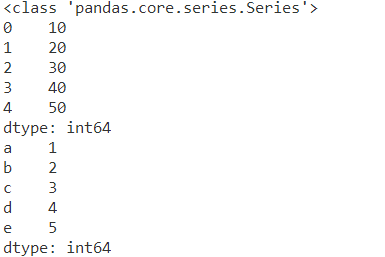 <class 'pandas.core.series.Series'>
0    10
1    20
2    30
3    40
4    50
dtype: int64
a    1
b    2
c    3
d    4
e    5
dtype: int64